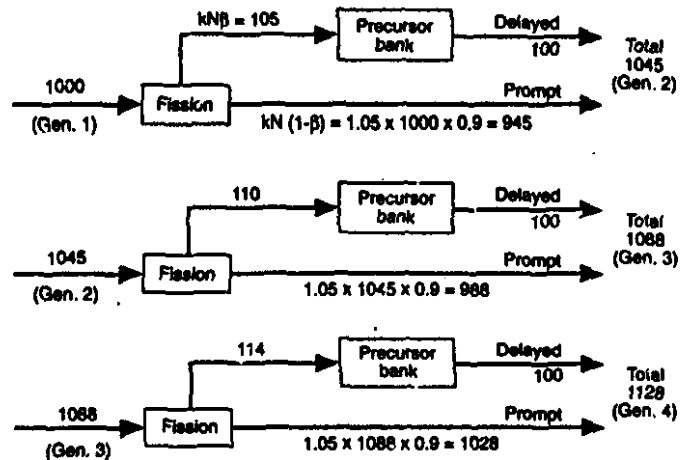 kNβ = 105
Precursor
bank
Delayed
100
Total
1045
(Gen. 2)
1000
(Gen. 1)
Fission
Prompt
kN (1-β) = 1.05 x 1000 x 0.9 = 945
110
Precursor
bank
Delayed
100
Total
1088
(Gen. 3)
1045
(Gen. 2)
Fission
Prompt
1.05 x 1045 x 0.9 = 988
114
Precursor
bank
Delayed
100
Total
1128
(Gen. 4)
1088
(Gen. 3)
Fission
Prompt
1.05 x 1088 x 0.9 = 1028